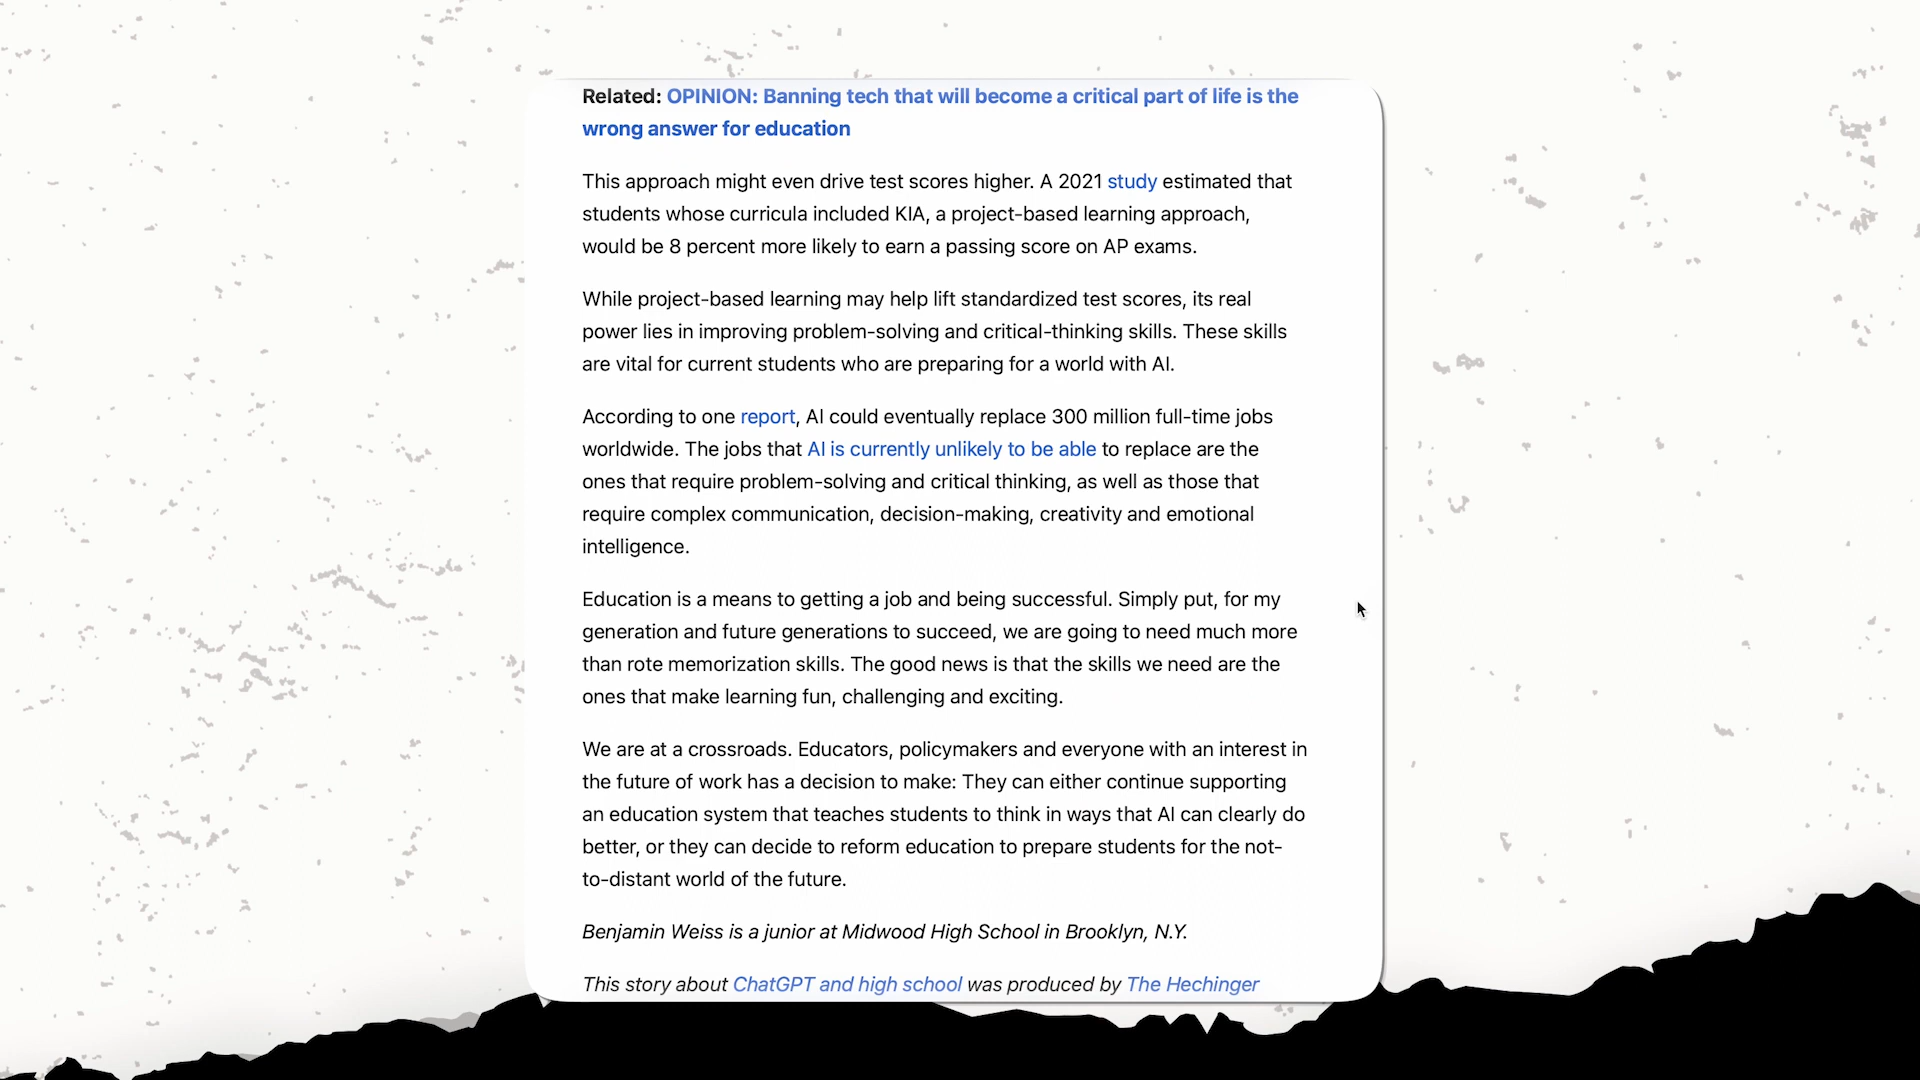 Related: OPINION: Banning tech that will become a critical part of life is the
wrong answer for education
This approach might even drive test scores higher. A 2021 study estimated that
students whose curricula included KIA, a project-based learning approach,
would be 8 percent more likely to earn a passing score on AP exams.
While project-based learning may help lift standardized test scores, its real
power lies in improving problem-solving and critical-thinking skills. These skills
are vital for current students who are preparing for a world with AI.
According to one report, AI could eventually replace 300 million full-time jobs
worldwide. The jobs that AI is currently unlikely to be able to replace are the
ones that require problem-solving and critical thinking, as well as those that
require complex communication, decision-making, creativity and emotional
intelligence.
Education is a means to getting a job and being successful. Simply put, for my
generation and future generations to succeed, we are going to need much more
than rote memorization skills. The good news is that the skills we need are the
ones that make learning fun, challenging and exciting.
We are at a crossroads. Educators, policymakers and everyone with an interest in
the future of work has a decision to make: They can either continue supporting
an education system that teaches students to think in ways that AI can clearly do
better, or they can decide to reform education to prepare students for the not-
to-distant world of the future.
Benjamin Weiss is a junior at Midwood High School in Brooklyn, N.Y.
This story about ChatGPT and high school was produced by The Hechinger